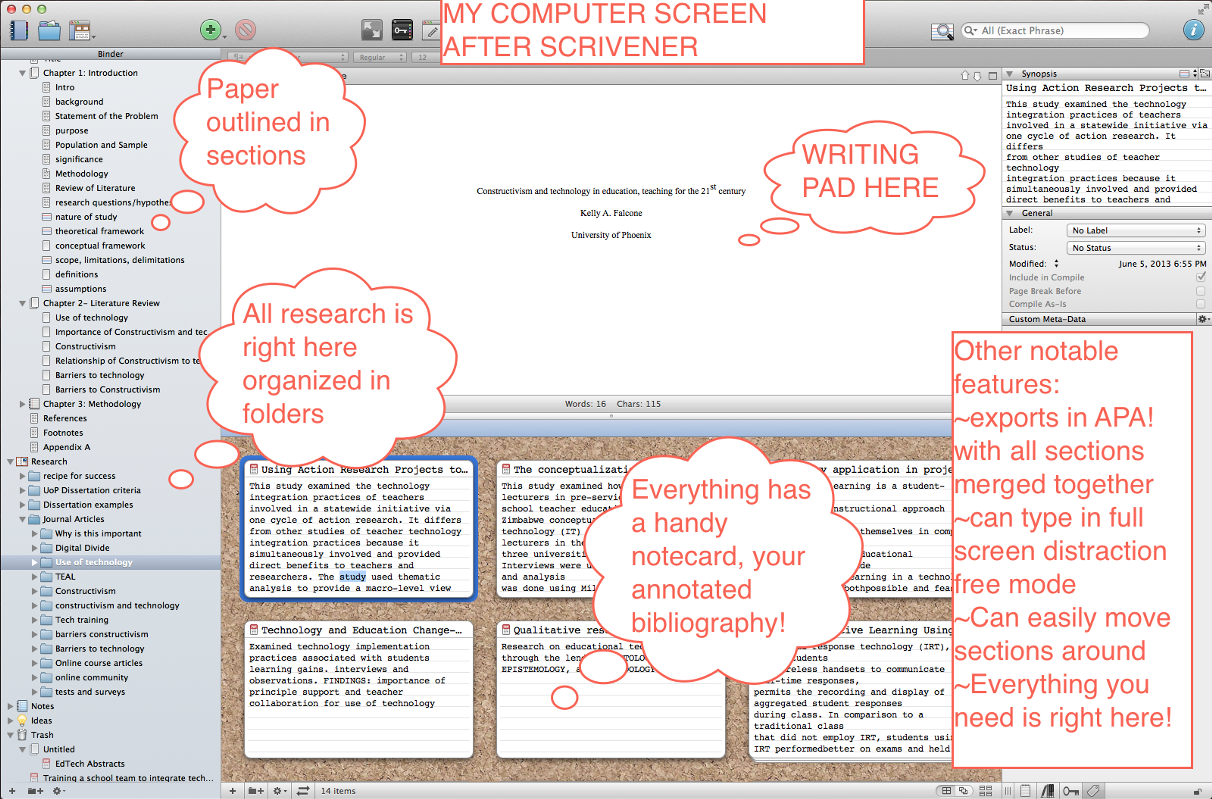 MY COMPUTER SCREEN
AFTER SCRIVENER
All (Exact Phrase)
Binder
Regular
12
Title
Chapter 1: Introduction
Intro
background
Statement of the Problem
purpose
Population and Sample
significance
Methodology
Review of Literature
research questions/hypothe
nature of study
theoretical framework
conceptual framework
scope, limitations, delimitations
definitions
assumptions
Chapter 2- Literature Review
Use of technology
Importance of Constructivism and tec
Constructivism
Relationship of Constructivism to te
Barriers to technology
Barriers to Constructivism
Chapter 3: Methodology
References
Footnotes
Appendix A
Research
recipe for success
UoP Dissertation criteria
Dissertation examples
Journal Articles
Why is this important
Digital Divide
Use of technology
TEAL
Constructivism
constructivism and technology
Tech training
barriers constructivism
Barriers to technology
Online course articles
online community
tests and surveys
Notes
Ideas
Trash
Untitled
EdTech Abstracts
Training a school team to integrate tech...
Paper
outlined in
sections
All research is
right here
organized in
folders
WRITING
PAD HERE
Constructivism and technology in education, teaching for the 21st century
Kelly A. Falcone
University of Phoenix
Words: 16 Chars: 115
Using Action Research Projects to...
This study examined the technology
integration practices of teachers
involved in a statewide initiative via
one cycle of action research. It differs
from other studies of teacher technology
integration practices because it
simultaneously involved and provided
direct benefits to teachers and
researchers. The study used thematic
analysis to provide a macro-level view
The conceptualizatio
This study examined how
lecturers in pre-servic
school teacher educati
Zimbabwe conceptu
technology (IT)
lecturers in the
three universiti
Interviews were u
and analysis
was done using Mil
y application in proje
earning is a student-
nstructional approach
hemselves in comp
ducational
de
earning in a technolo
othpossible and feas
Everything has
a handy
notecard, your
annotated
bibliography!
Technology and Education Change-...
Examined technology implementation
practices associated with students
learning gains. interviews and
observations. FINDINGS: importance of
principle support and teacher
collaboration for use of technology
Qualitative rese
Research on educational tec
through the len TOLO
EPISTEMOLOGY, a DOLOG
ive Learning Using
response technology (IRT),
udents
reless handsets to communicate
-time responses,
permits the recording and display of
aggregated student responses
during class. In comparison to a
traditional class
that did not employ IRT, students usin
IRT performedbetter on exams and held
14 items
Synopsis
Using Action Research Projects t...
This study examined the technology
integration practices of teachers
involved in a statewide initiative via
one cycle of action research. It
differs
from other studies of teacher
technology
integration practices because it
simultaneously involved and provided
direct benefits to teachers and
General
Label: No Label
Status: No Status
Modified: June 5, 2013 6:55 PM
Include in Compile
Page Break Before
Compile As-Is
Custom Meta-Data
Other notable
features:
~exports in APA!
with all sections
merged together
~can type in full
screen distraction
free mode
~Can easily move
sections around
~Everything you
need is right here!